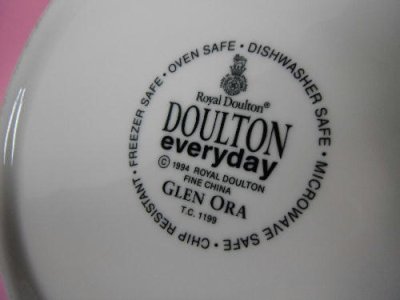 • FREEZER SAFE • OVEN SAFE • DISHWASHER SAFE • MICROWAVE SAFE • CHIP RESISTANT
Royal Doulton®
DOULTON
everyday
© 1994 ROYAL DOULTON
FINE CHINA
GLEN ORA
T.C. 1199